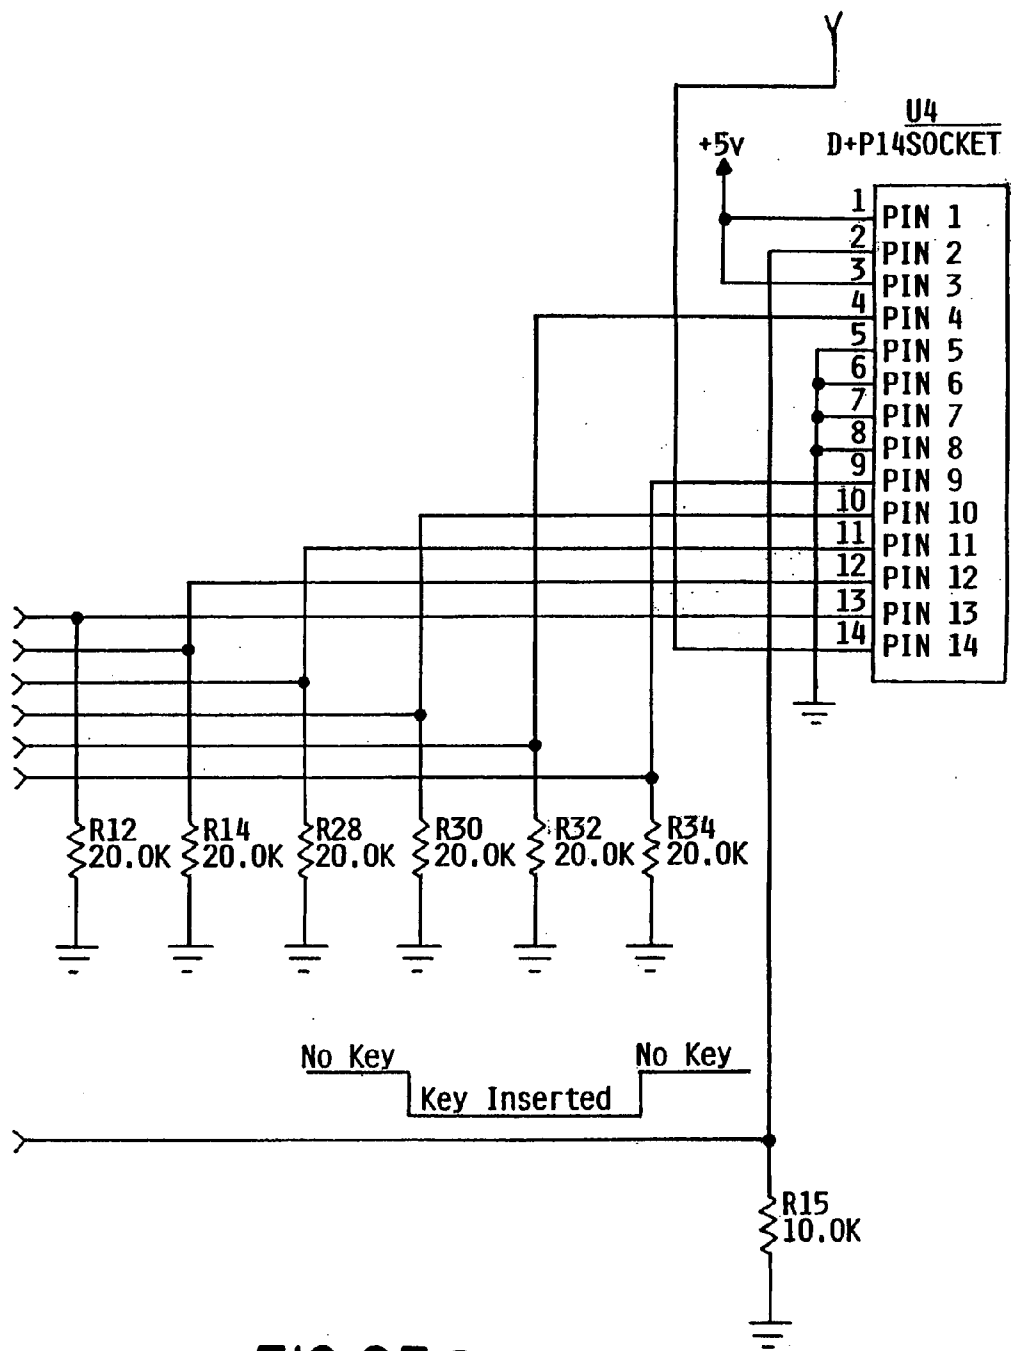 U4
D+P14SOCKET
+5v
1 PIN 1
2 PIN 2
3 PIN 3
4 PIN 4
5 PIN 5
6 PIN 6
7 PIN 7
8 PIN 8
9 PIN 9
10 PIN 10
11 PIN 11
12 PIN 12
13 PIN 13
14 PIN 14
R12
20.0K
R14
20.0K
R28
20.0K
R30
20.0K
R32
20.0K
R34
20.0K
No Key
Key Inserted
No Key
R15
10.0K